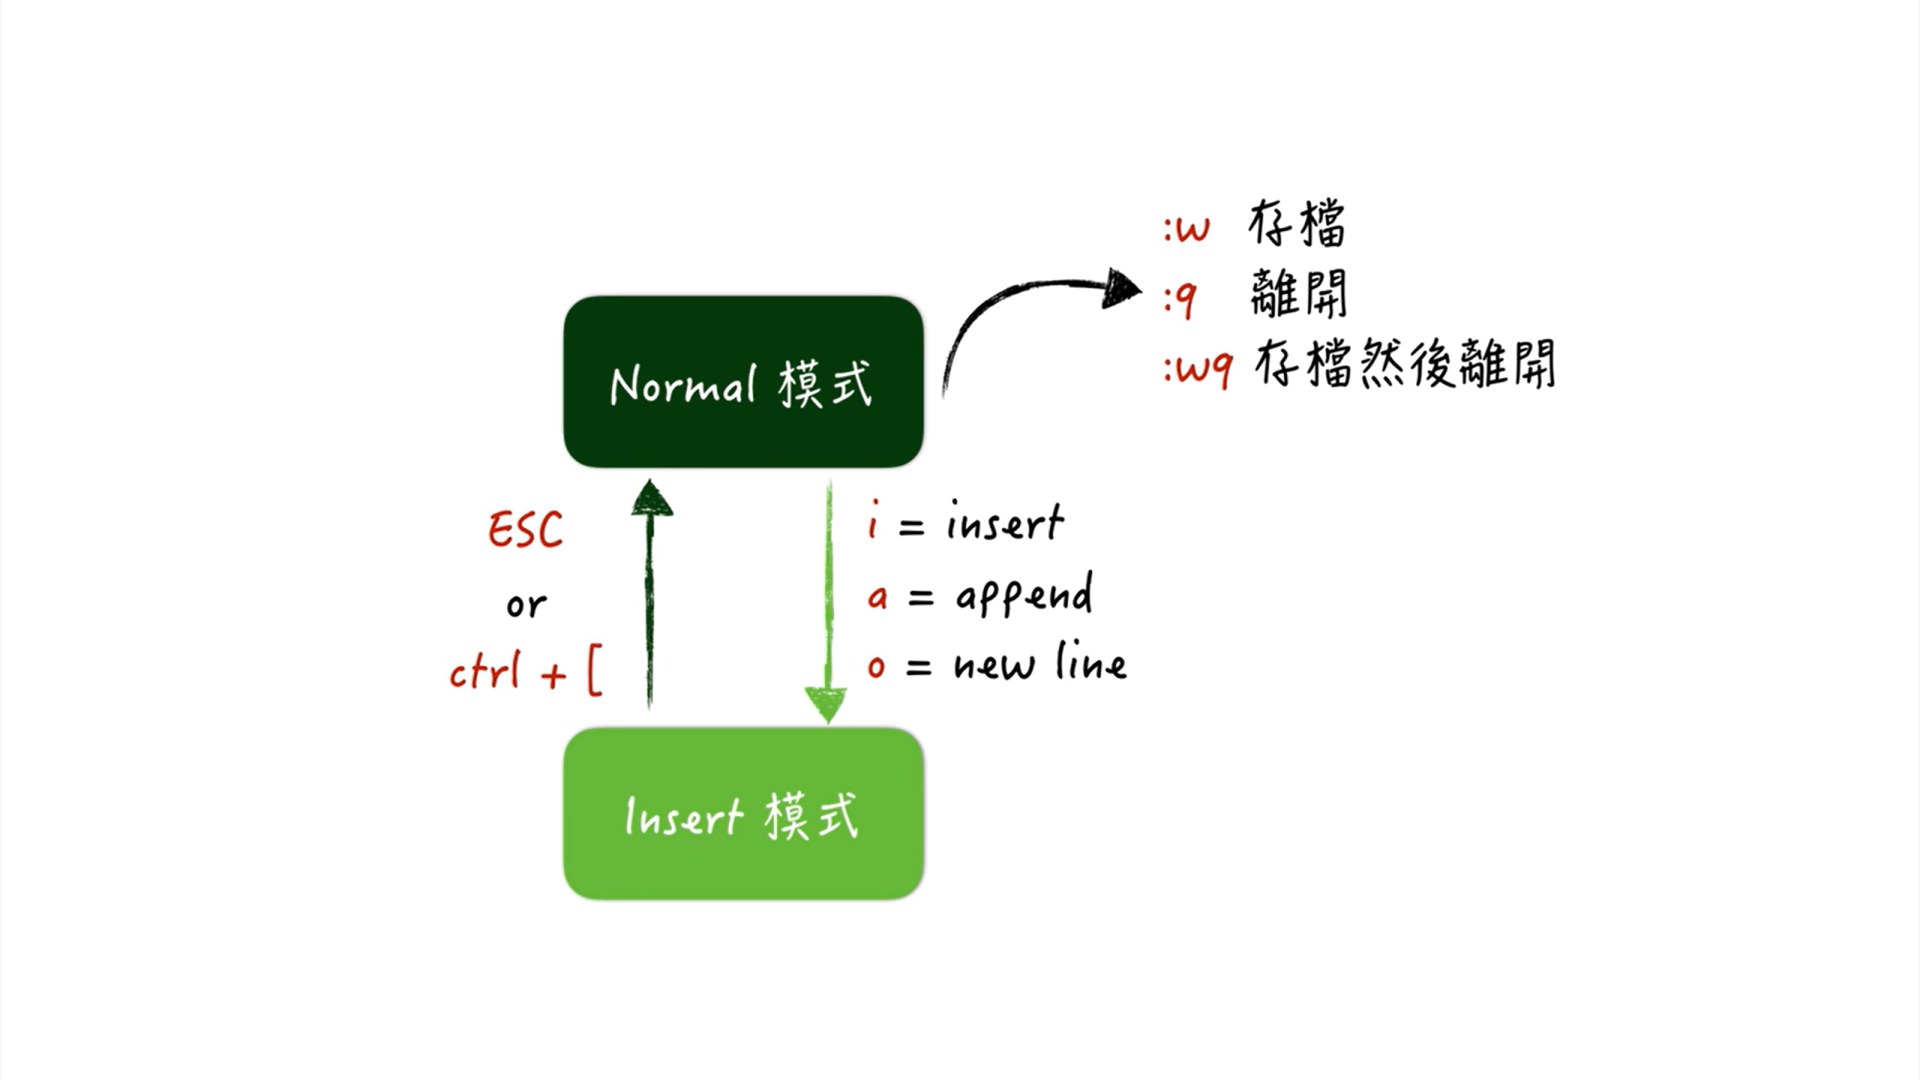 :w 存檔
:q 離開
:wq 存檔然後離開
Normal 模式
ESC
or
ctrl + [
i = insert
a = append
o = new line
Insert 模式